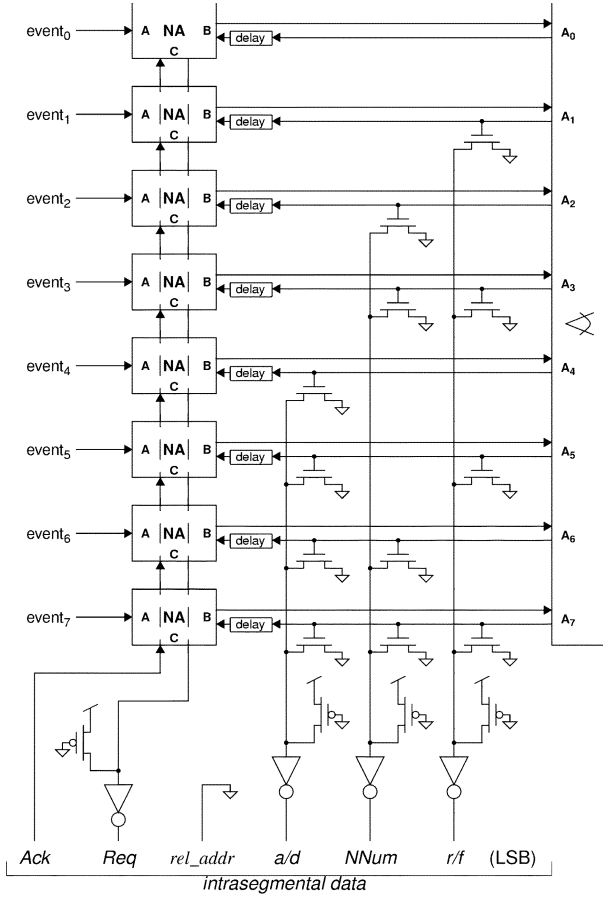 event0 A NA B C delay A0
event1 A NA B C delay A1
event2 A NA B C delay A2
event3 A NA B C delay A3
event4 A NA B C delay A4
event5 A NA B C delay A5
event6 A NA B C delay A6
event7 A NA B C delay A7
Ack Req rel_addr a/d NNum r/f (LSB)
intrasegmental data